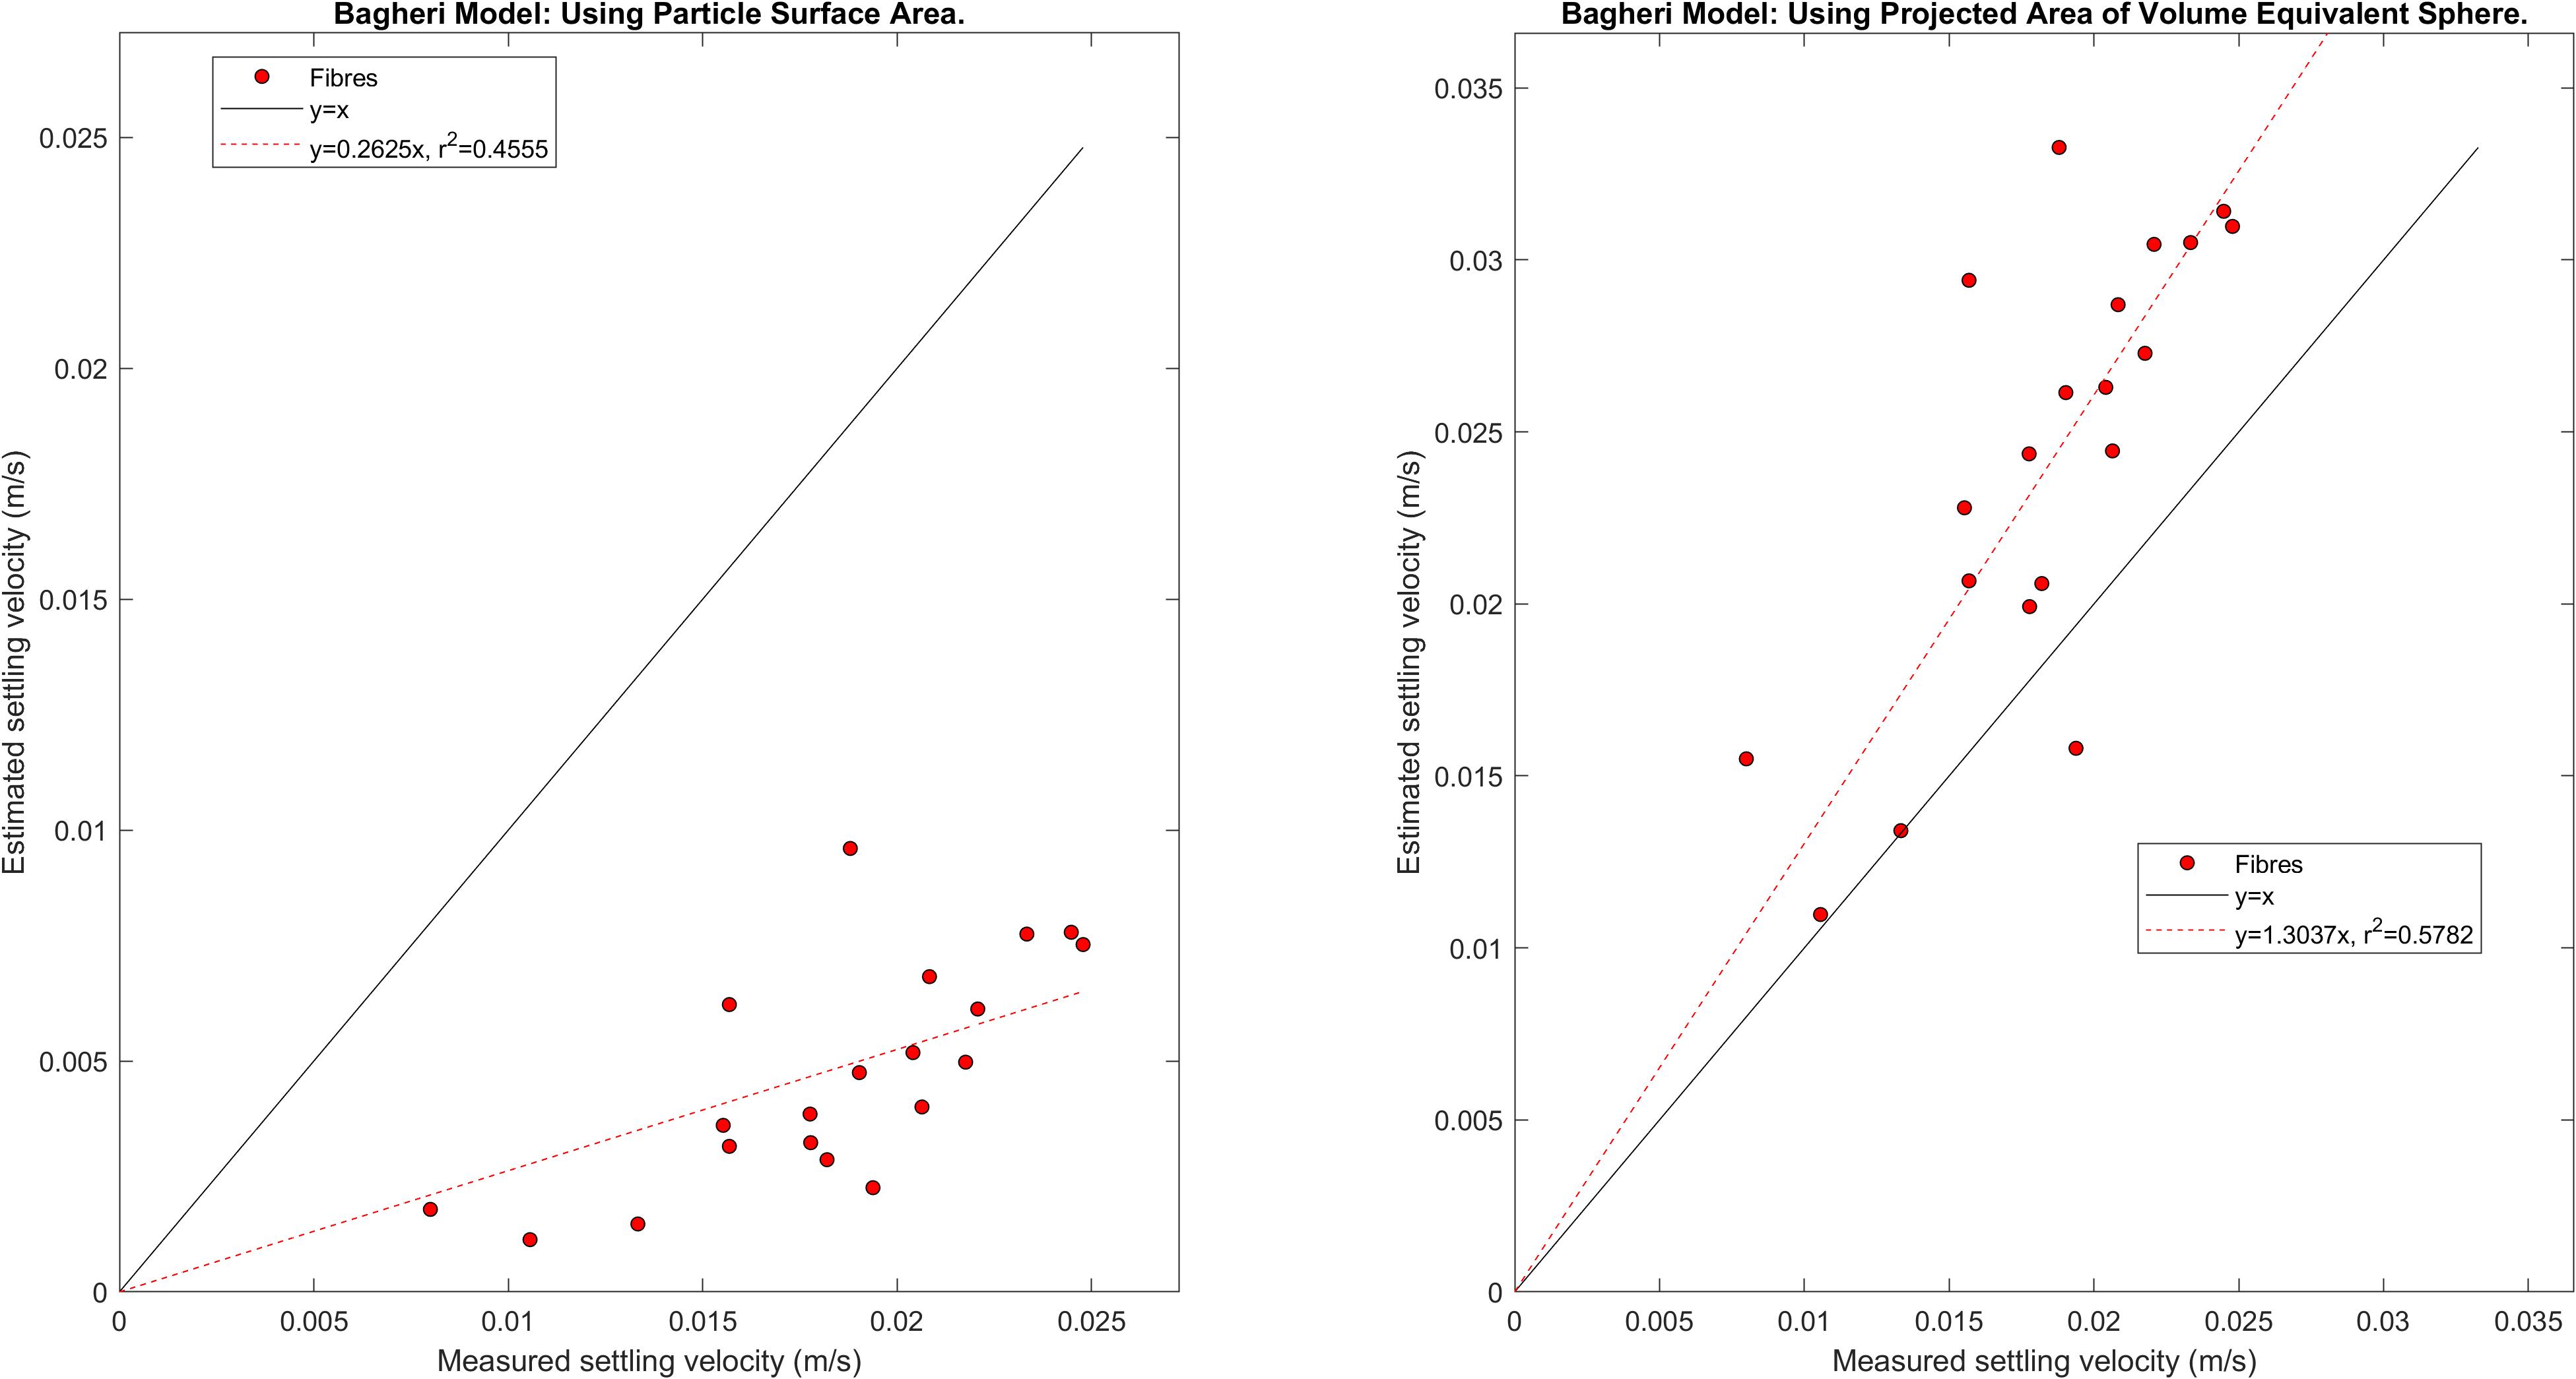 Bagheri Model: Using Particle Surface Area.
Fibres
y=x
y=0.2625x, r2=0.4555
0.025
0.02
0.015
0.01
0.005
0
0 0.005 0.01 0.015 0.02 0.025
Measured settling velocity (m/s)
Estimated settling velocity (m/s)
Bagheri Model: Using Projected Area of Volume Equivalent Sphere.
0.035
0.03
0.025
0.02
0.015
0.01
0.005
0
Fibres
y=x
y=1.3037x, r2=0.5782
0 0.005 0.01 0.015 0.02 0.025 0.03 0.035
Measured settling velocity (m/s)
Estimated settling velocity (m/s)